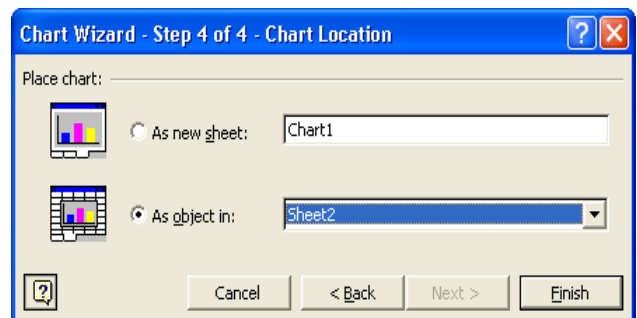 Chart Wizard - Step 4 of 4 - Chart Location
Place chart:
As new sheet: Chart1
As object in: Sheet2
Cancel < Back Next > Finish